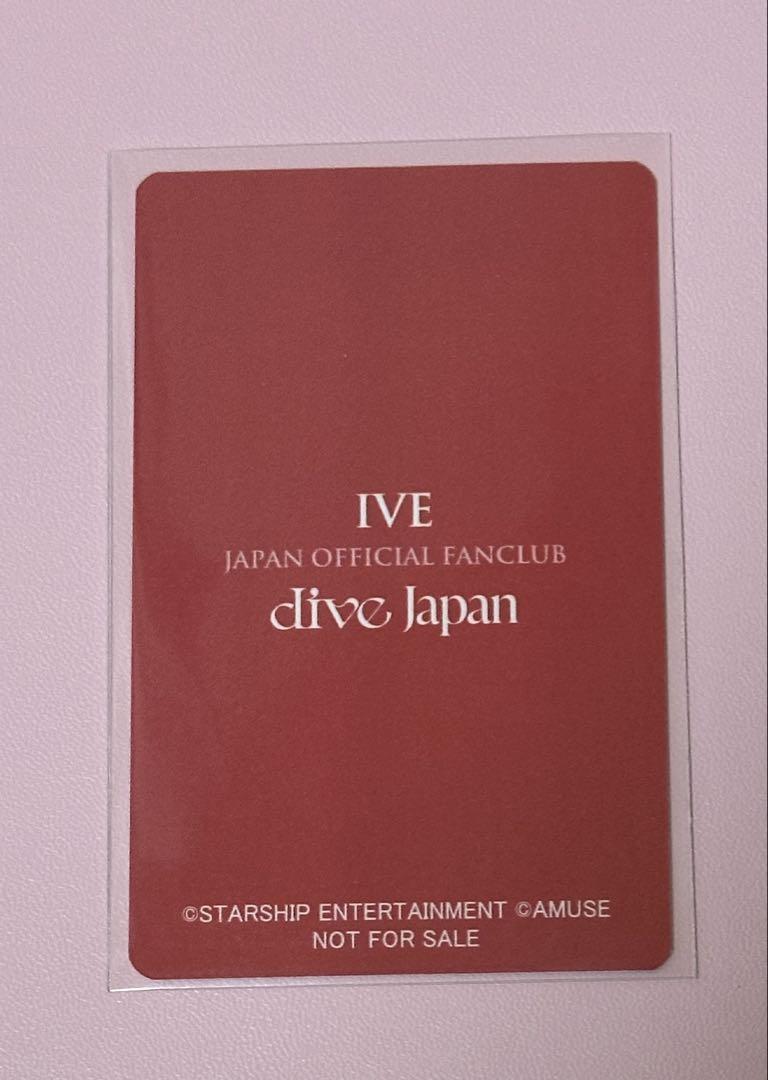 IVE
JAPAN OFFICIAL FANCLUB
dive Japan
©STARSHIP ENTERTAINMENT ©AMUSE
NOT FOR SALE